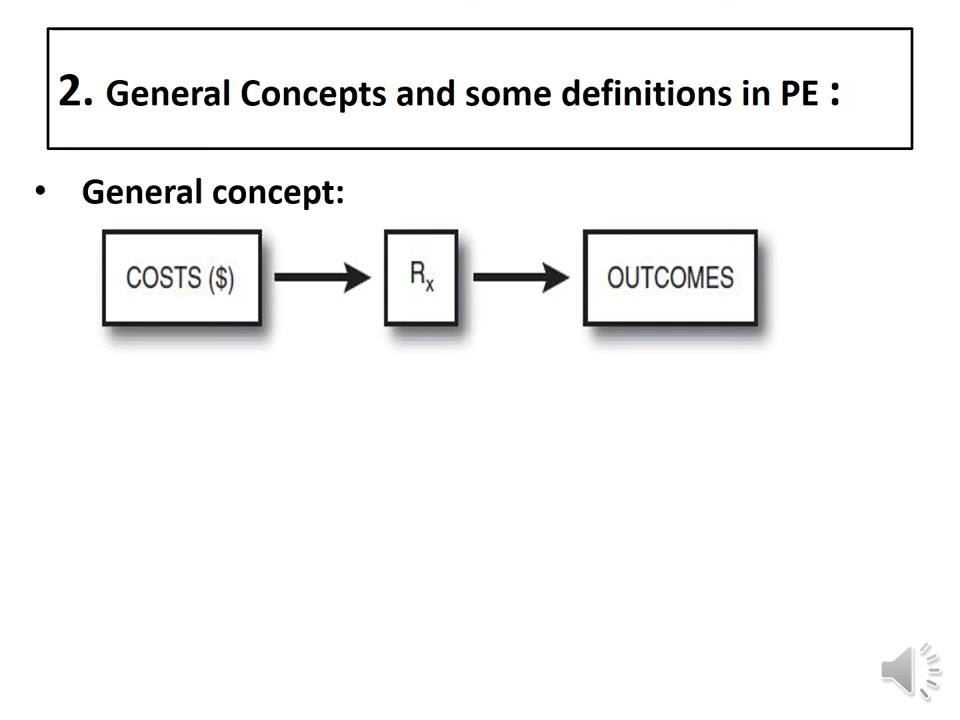 2. General Concepts and some definitions in PE :
• General concept:
COSTS ($) Rx OUTCOMES